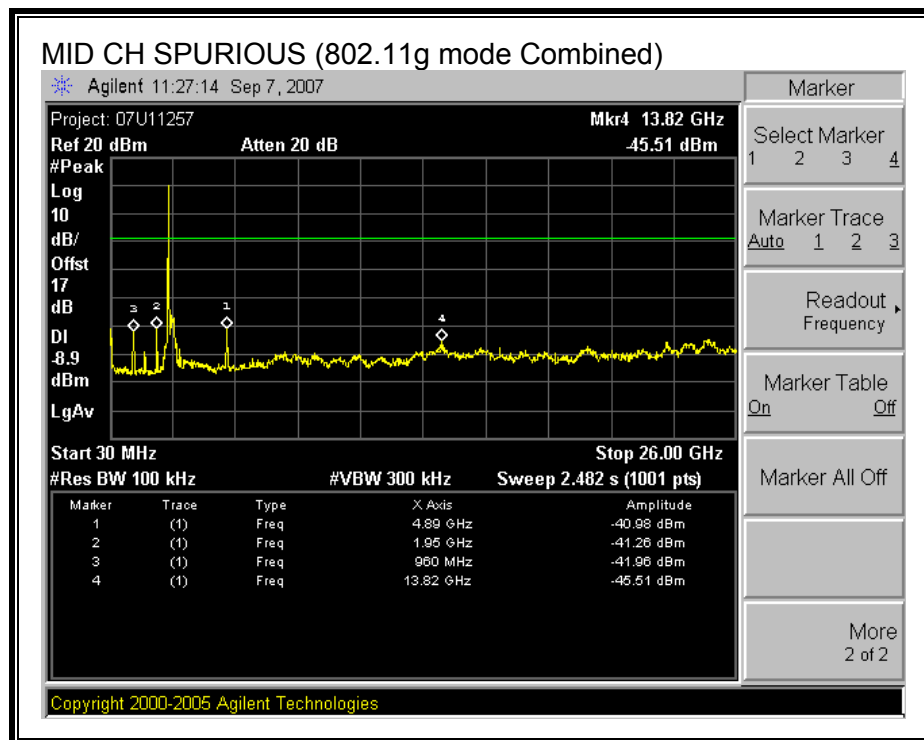 MID CH SPURIOUS (802.11g mode Combined)
Agilent 11:27:14 Sep 7, 2007
Marker
Project: 07U11257
Mkr4 13.82 GHz
Ref 20 dBm
Atten 20 dB
-45.51 dBm
#Peak
Log
10
dB/
Offst
17
dB
DI
-8.9
dBm
LgAv
3
2
1
4
Start 30 MHz
Stop 26.00 GHz
#Res BW 100 kHz
#VBW 300 kHz
Sweep 2.482 s (1001 pts)
Marker Trace Type X Axis Amplitude
1 (1) Freq 4.89 GHz -40.98 dBm
2 (1) Freq 1.95 GHz -41.26 dBm
3 (1) Freq 960 MHz -41.96 dBm
4 (1) Freq 13.82 GHz -45.51 dBm
Select Marker
1 2 3 4
Marker Trace
Auto 1 2 3
Readout
Frequency
Marker Table
On Off
Marker All Off
More
2 of 2
Copyright 2000-2005 Agilent Technologies